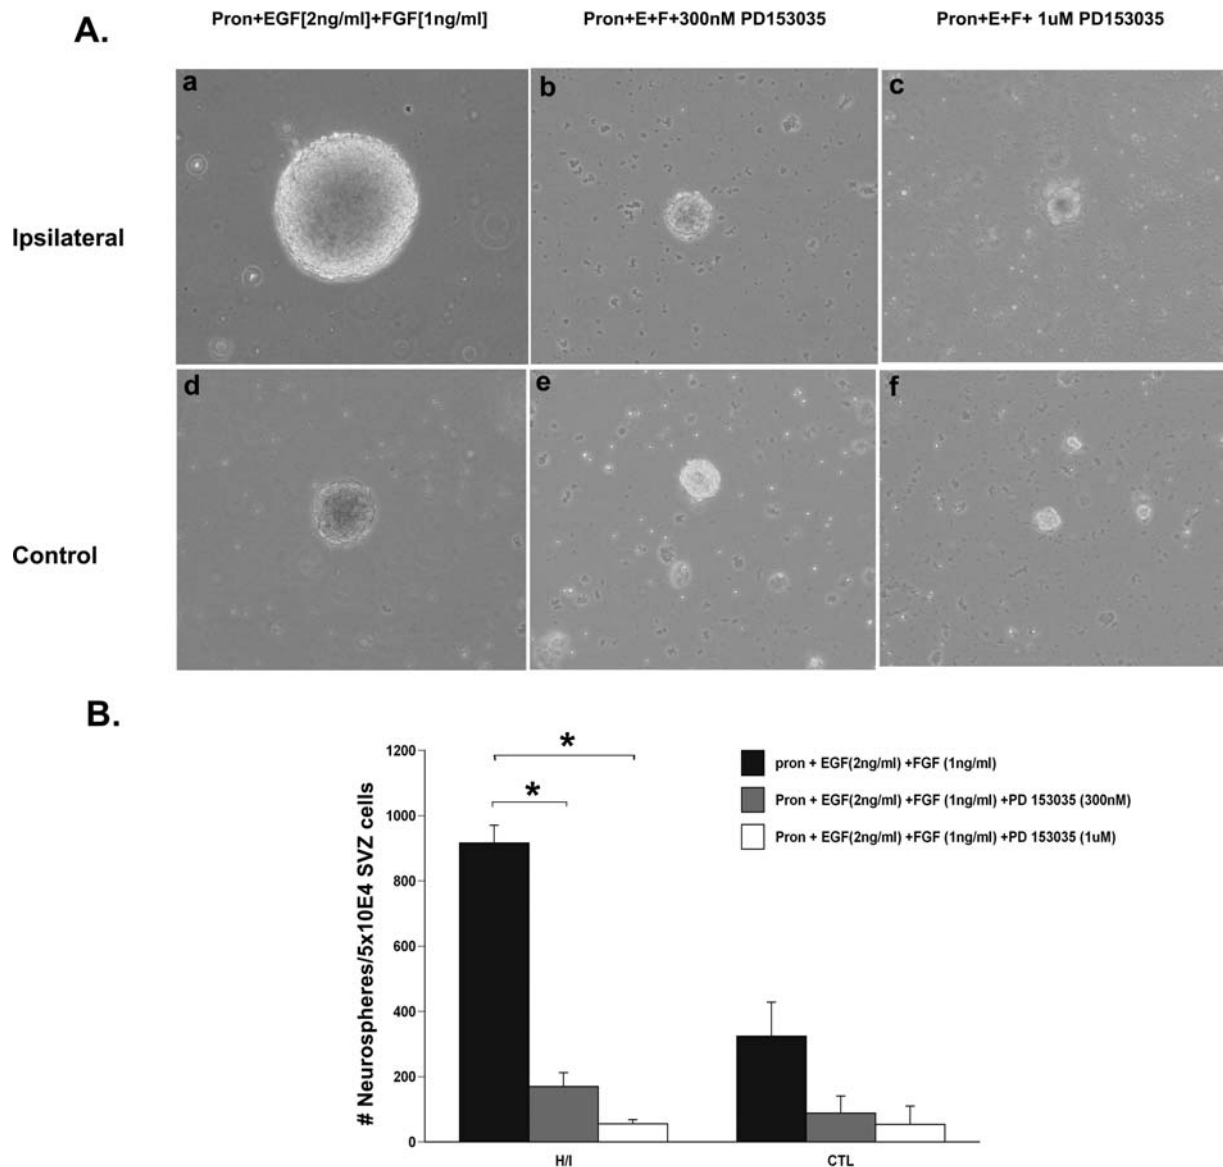 A.
Pron+EGF[2ng/ml]+FGF[1ng/ml]
Pron+E+F+300nM PD153035
Pron+E+F+ 1uM PD153035
a
b
c
Ipsilateral
d
e
f
Control
B.
# Neurospheres/5x10E4 SVZ cells
1200
1000
800
600
400
200
0
*
*
pron + EGF(2ng/ml) +FGF (1ng/ml)
Pron + EGF(2ng/ml) +FGF (1ng/ml) +PD 153035 (300nM)
Pron + EGF(2ng/ml) +FGF (1ng/ml) +PD 153035 (1uM)
H/I
CTL